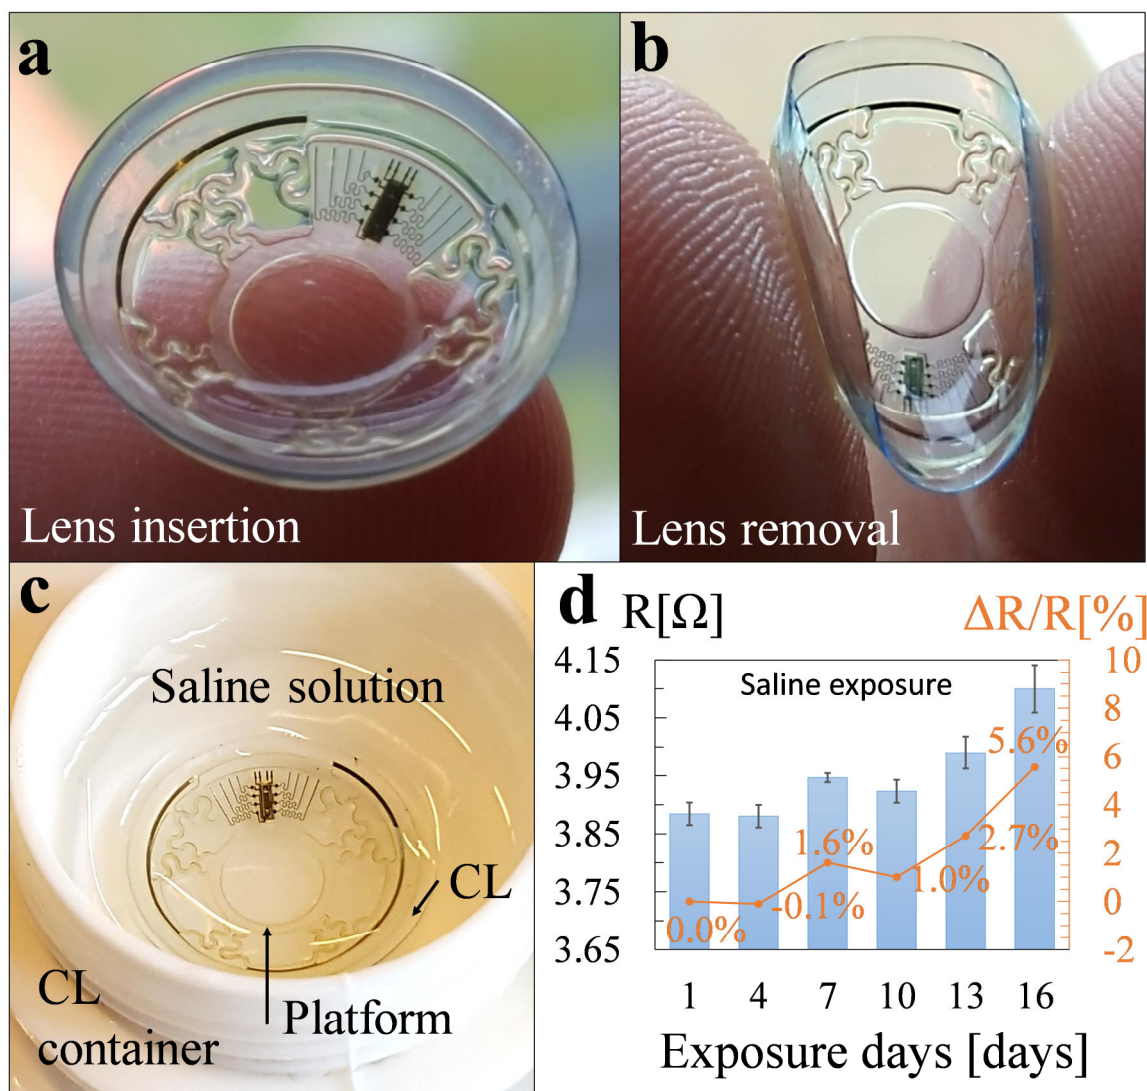 a
Lens insertion
b
Lens removal
c
Saline solution
CL
Platform
CL
container
d
R[Ω]
ΔR/R[%]
Saline exposure
4.15
4.05
3.95
3.85
3.75
3.65
10
8
6
4
2
0
-2
0.0%
-0.1%
1.6%
1.0%
2.7%
5.6%
1 4 7 10 13 16
Exposure days [days]